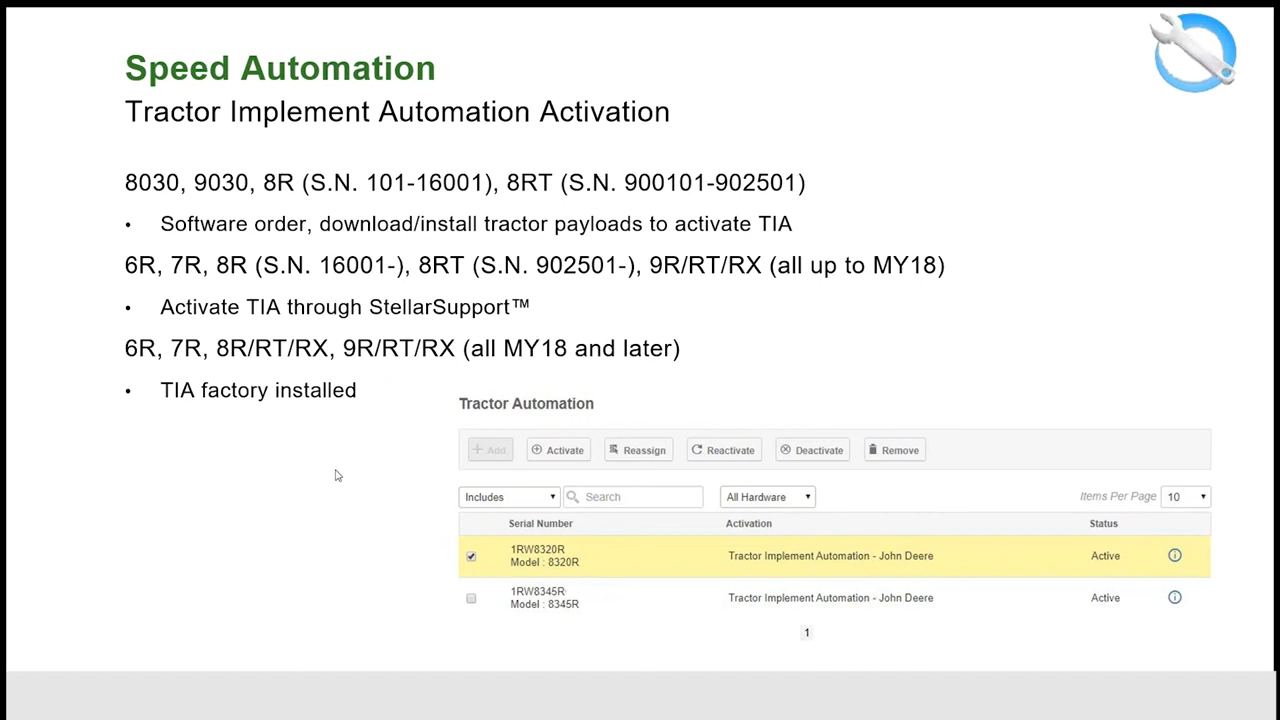 Speed Automation
Tractor Implement Automation Activation
8030, 9030, 8R (S.N. 101-16001), 8RT (S.N. 900101-902501)
• Software order, download/install tractor payloads to activate TIA
6R, 7R, 8R (S.N. 16001-), 8RT (S.N. 902501-), 9R/RT/RX (all up to MY18)
• Activate TIA through StellarSupport™
6R, 7R, 8R/RT/RX, 9R/RT/RX (all MY18 and later)
• TIA factory installed
Tractor Automation
+ Add Activate Reassign Reactivate Deactivate Remove
Includes Search All Hardware Items Per Page 10
Serial Number Activation Status
1RW8320R
Model : 8320R Tractor Implement Automation - John Deere Active
1RW8345R
Model : 8345R Tractor Implement Automation - John Deere Active
1